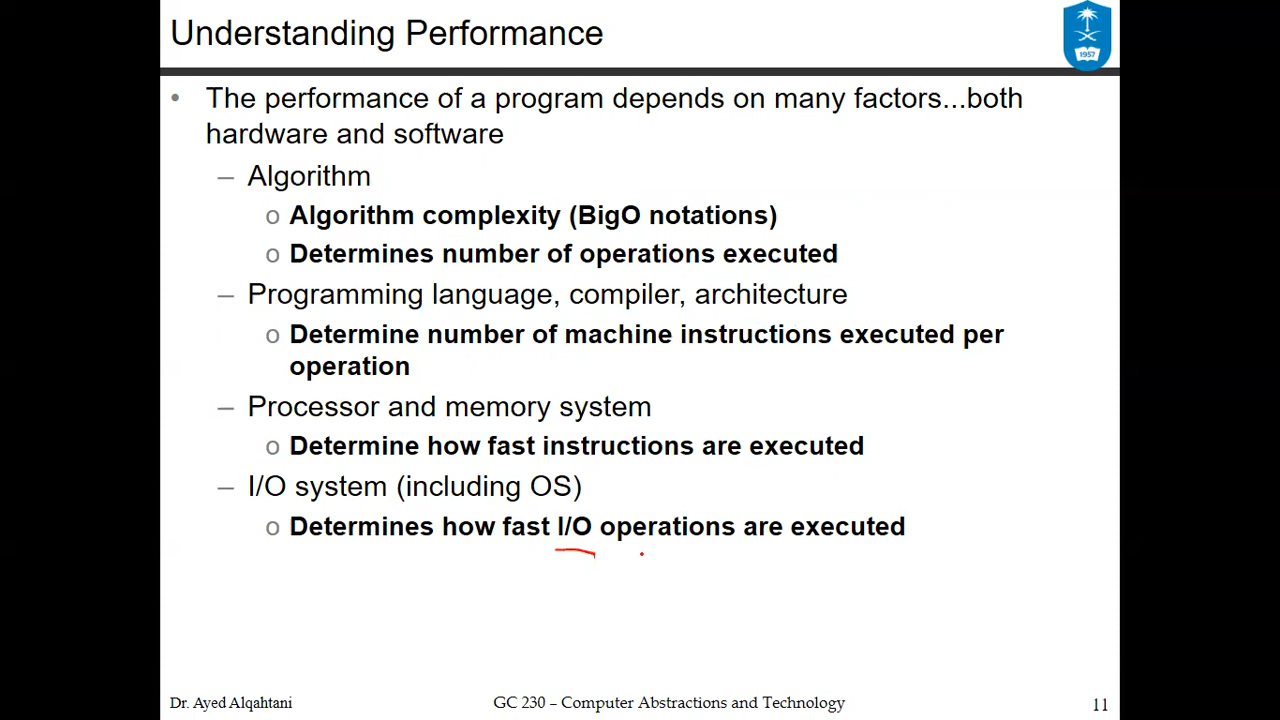 Understanding Performance
1957
• The performance of a program depends on many factors...both
hardware and software
– Algorithm
o Algorithm complexity (BigO notations)
o Determines number of operations executed
– Programming language, compiler, architecture
o Determine number of machine instructions executed per
operation
– Processor and memory system
o Determine how fast instructions are executed
– I/O system (including OS)
o Determines how fast I/O operations are executed
Dr. Ayed Alqahtani
GC 230 – Computer Abstractions and Technology
11